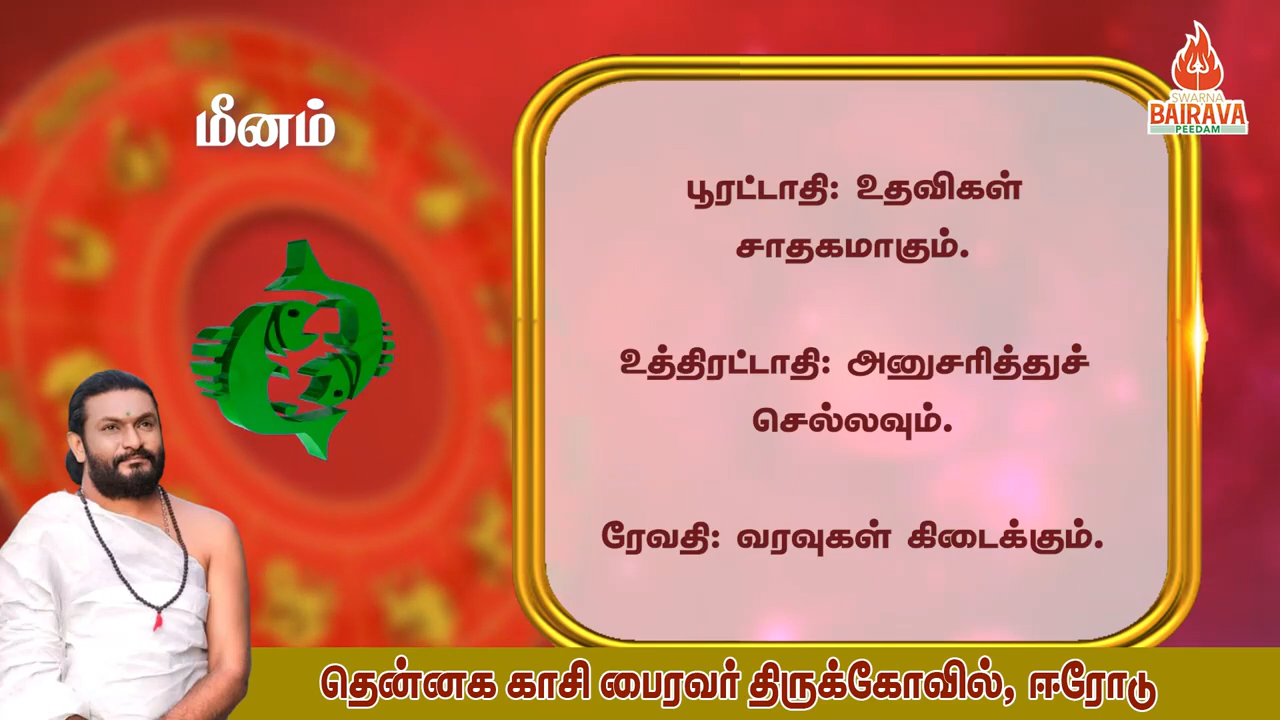 மீனம்
SWARNA
BAIRAVA
PEEDAM
பூரட்டாதி: உதவிகள்
சாதகமாகும்.
உத்திரட்டாதி: அனுசரித்துச்
செல்லவும்.
ரேவதி: வரவுகள் கிடைக்கும்.
தென்னக காசி பைரவர் திருக்கோவில், ஈரோடு